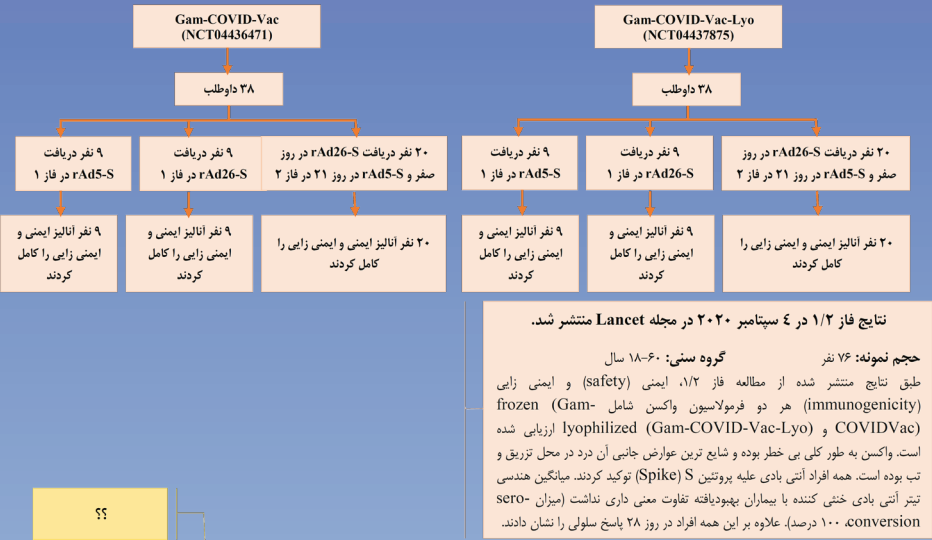 Gam-COVID-Vac
(NCT04436471)
۳۸ داوطلب
۹ نفر دریافت
rAd5-S در فاز ۱
۹ نفر دریافت
rAd26-S در فاز ۱
۲۰ نفر دریافت rAd26-S در روز
صفر و rAd5-S در روز ۲۱ در فاز ۲
۹ نفر آنالیز ایمنی و
ایمنی زایی را کامل
کردند
۹ نفر آنالیز ایمنی و
ایمنی زایی را کامل
کردند
۲۰ نفر آنالیز ایمنی و ایمنی زایی را
کامل کردند
Gam-COVID-Vac-Lyo
(NCT04437875)
۳۸ داوطلب
۹ نفر دریافت
rAd5-S در فاز ۱
۹ نفر دریافت
rAd26-S در فاز ۱
۲۰ نفر دریافت rAd26-S در روز
صفر و rAd5-S در روز ۲۱ در فاز ۲
۹ نفر آنالیز ایمنی و
ایمنی زایی را کامل
کردند
۹ نفر آنالیز ایمنی و
ایمنی زایی را کامل
کردند
۲۰ نفر آنالیز ایمنی و ایمنی زایی را
کامل کردند
نتایج فاز ۱/۲ در ٤ سپتامبر ۲۰۲۰ در مجله Lancet منتشر شد.
حجم نمونه: ۷۶ نفر گروه سنی: ۶۰-۱۸ سال
طبق نتایج منتشر شده از مطالعه فاز ۱/۲، ایمنی (safety) و ایمنی زایی
(immunogenicity) هر دو فرمولاسیون واکسن شامل frozen (Gam-
COVIDVac) و lyophilized (Gam-COVID-Vac-Lyo) ارزیابی شده
است. واکسن به طور کلی بی خطر بوده و شایع ترین عوارض جانبی آن درد در محل تزریق و
تب بوده است. همه افراد آنتی بادی علیه پروتئین S (Spike) تولید کردند. میانگین هندسی
تیتر آنتی بادی خنثی کننده با بیماران بهبودیافته تفاوت معنی داری نداشت (میزان sero-
conversion، ۱۰۰ درصد). علاوه بر این همه افراد در روز ۲۸ پاسخ سلولی را نشان دادند.
؟؟